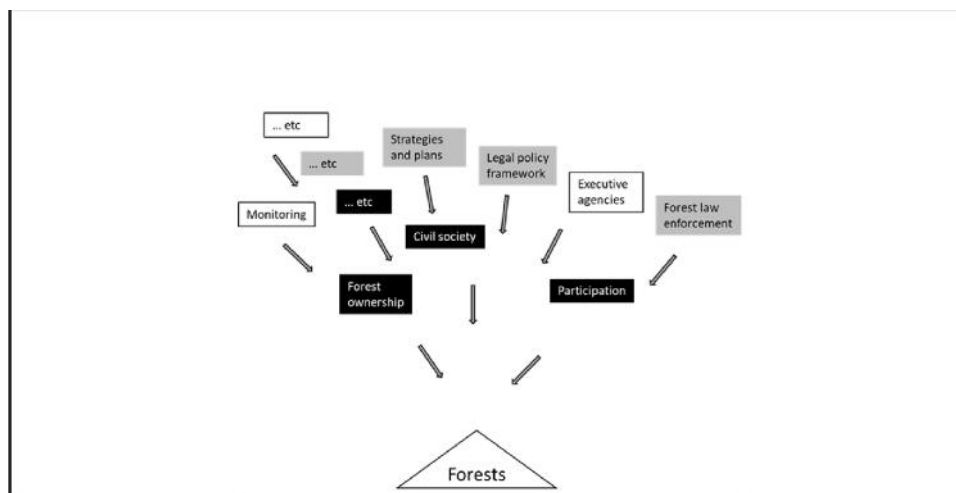 ... etc
Strategies
and plans
... etc
Legal policy
framework
Executive
agencies
... etc
Monitoring
Forest law
enforcement
Civil society
Forest
ownership
Participation
Forests